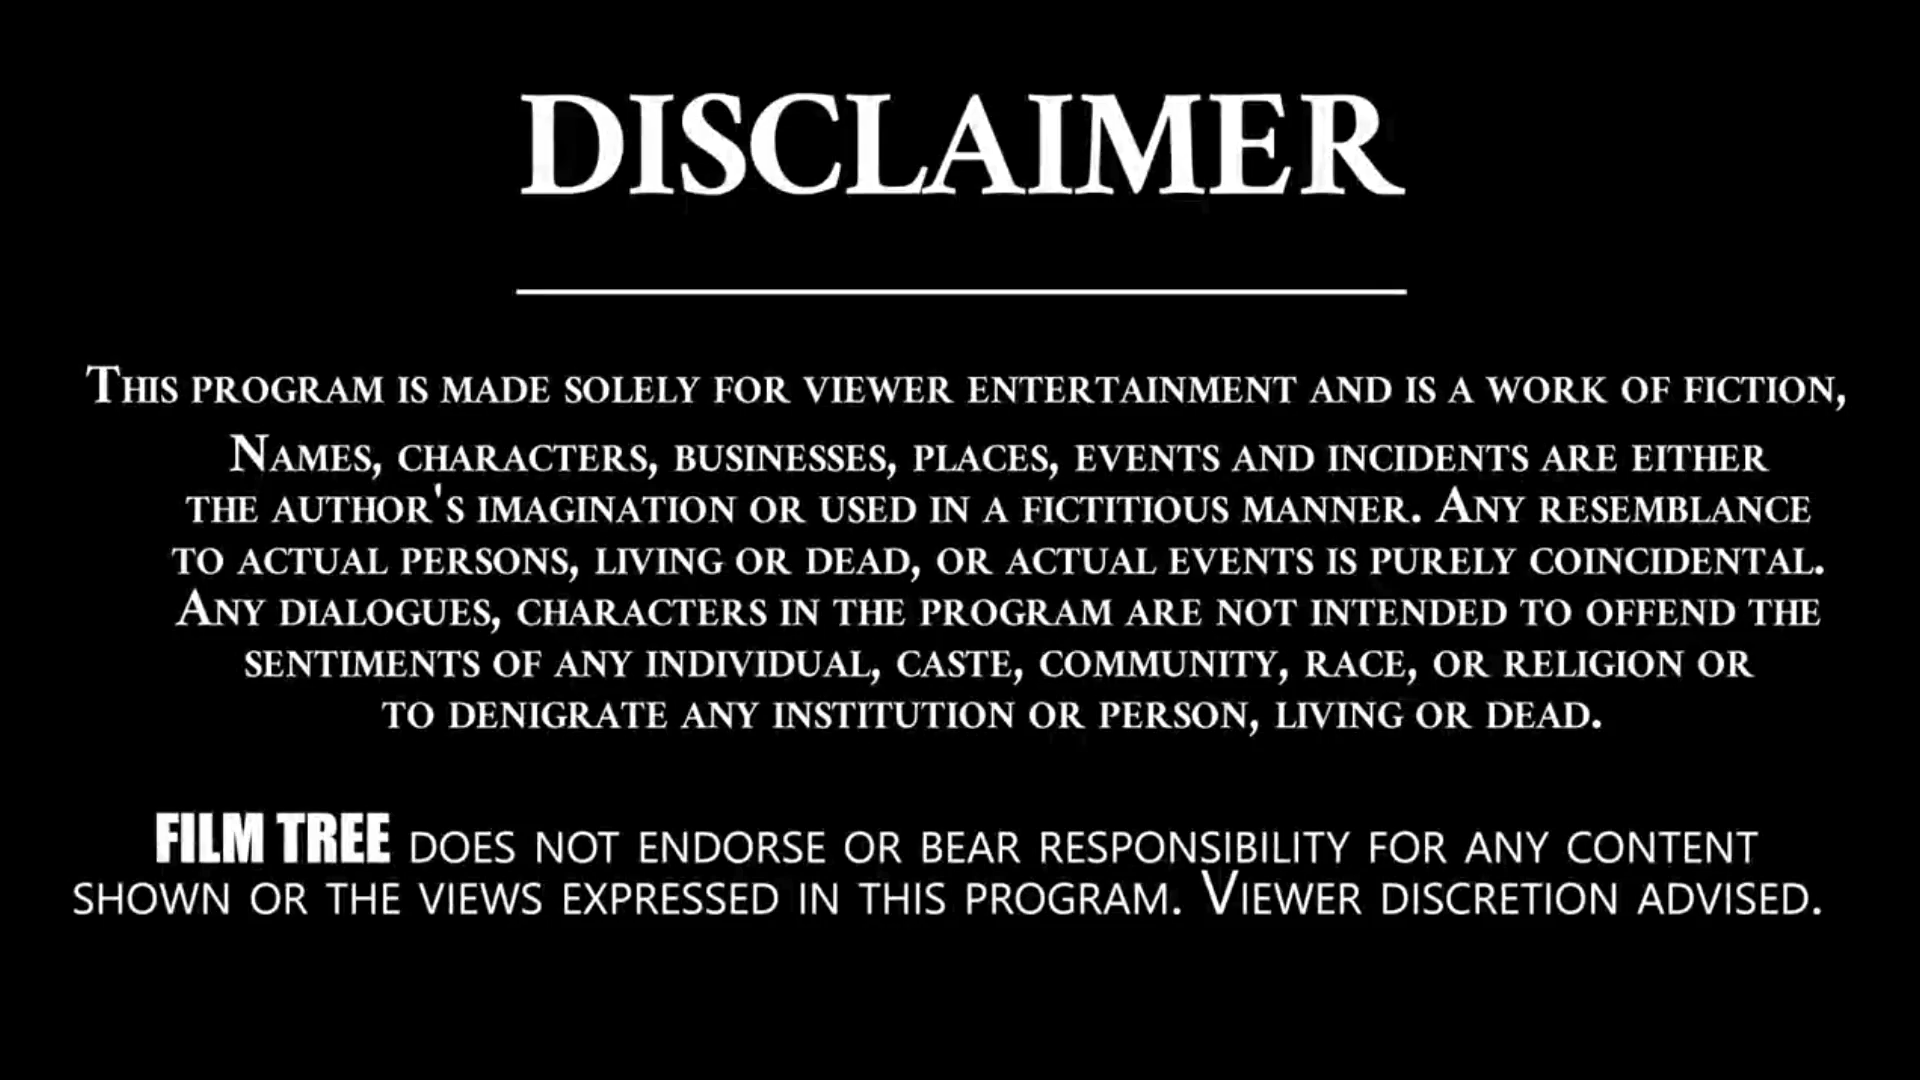 DISCLAIMER
THIS PROGRAM IS MADE SOLELY FOR VIEWER ENTERTAINMENT AND IS A WORK OF FICTION,
NAMES, CHARACTERS, BUSINESSES, PLACES, EVENTS AND INCIDENTS ARE EITHER
THE AUTHOR'S IMAGINATION OR USED IN A FICTITIOUS MANNER. ANY RESEMBLANCE
TO ACTUAL PERSONS, LIVING OR DEAD, OR ACTUAL EVENTS IS PURELY COINCIDENTAL.
ANY DIALOGUES, CHARACTERS IN THE PROGRAM ARE NOT INTENDED TO OFFEND THE
SENTIMENTS OF ANY INDIVIDUAL, CASTE, COMMUNITY, RACE, OR RELIGION OR
TO DENIGRATE ANY INSTITUTION OR PERSON, LIVING OR DEAD.
FILM TREE DOES NOT ENDORSE OR BEAR RESPONSIBILITY FOR ANY CONTENT
SHOWN OR THE VIEWS EXPRESSED IN THIS PROGRAM. VIEWER DISCRETION ADVISED.